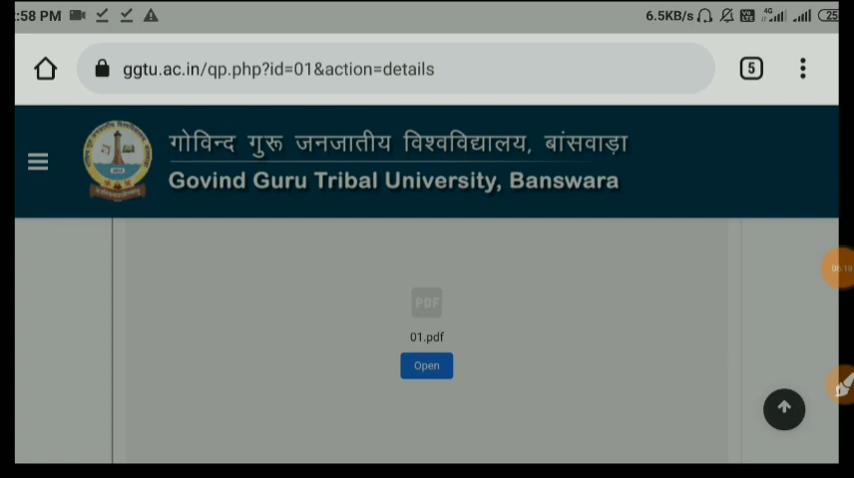 :58 PM
6.5KB/s
4G
25
ggtu.ac.in/qp.php?id=01&action=details
5
गोविन्द गुरू जनजातीय विश्वविद्यालय, बांसवाड़ा
Govind Guru Tribal University, Banswara
PDF
01.pdf
Open